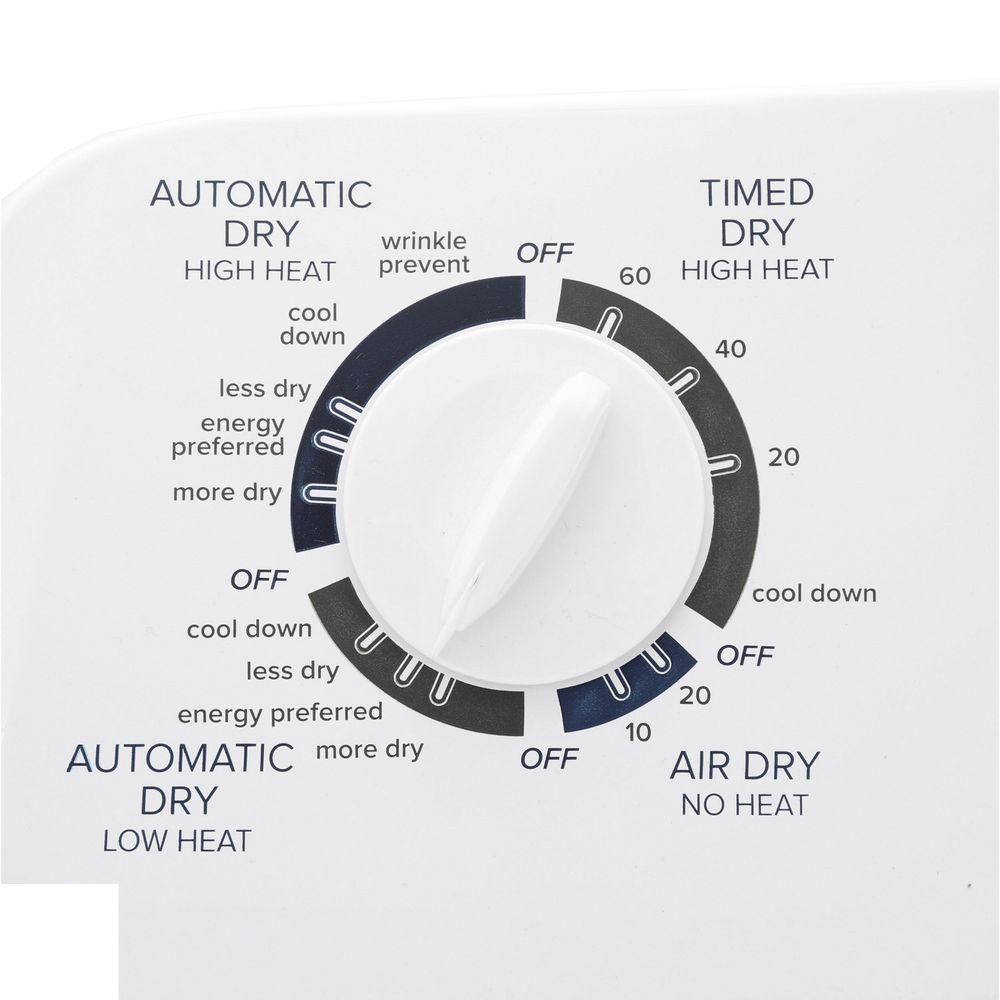 AUTOMATIC
DRY
HIGH HEAT
wrinkle
prevent
cool
down
less dry
energy
preferred
more dry
OFF
TIMED
DRY
HIGH HEAT
60
40
20
cool down
OFF
OFF
cool down
less dry
energy preferred
more dry
AUTOMATIC
DRY
LOW HEAT
20
10
OFF
AIR DRY
NO HEAT